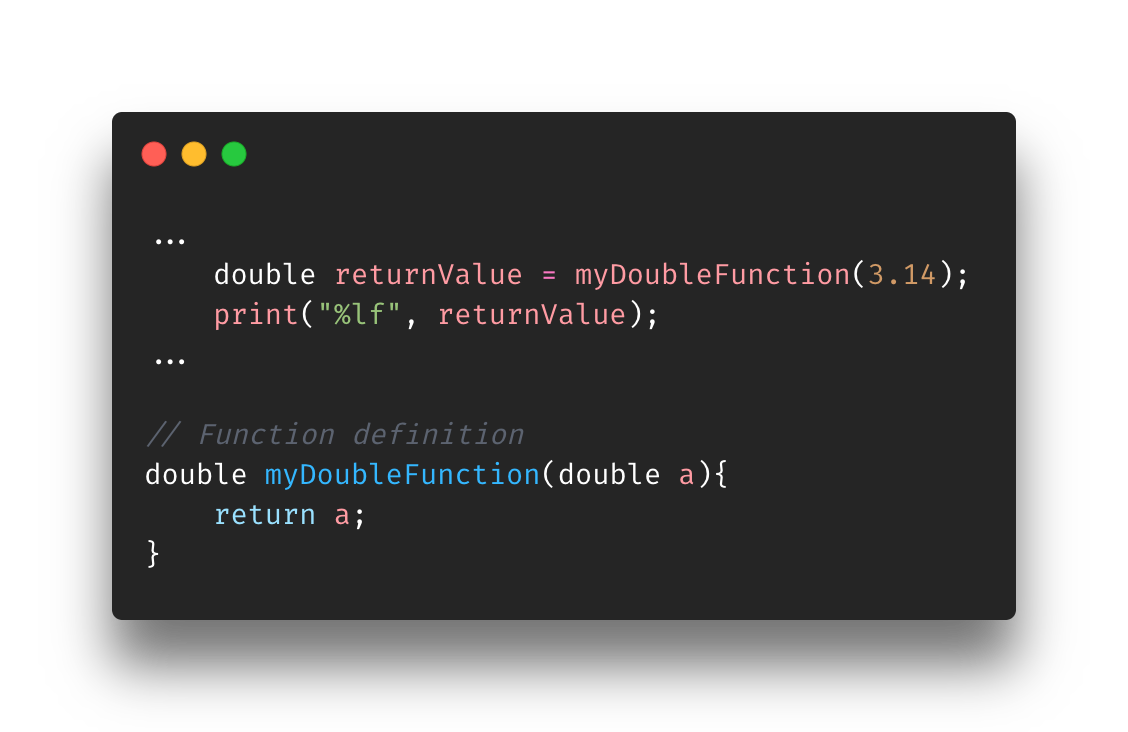 ...
double returnValue = myDoubleFunction(3.14);
print("%lf", returnValue);
...
// Function definition
double myDoubleFunction(double a){
return a;
}